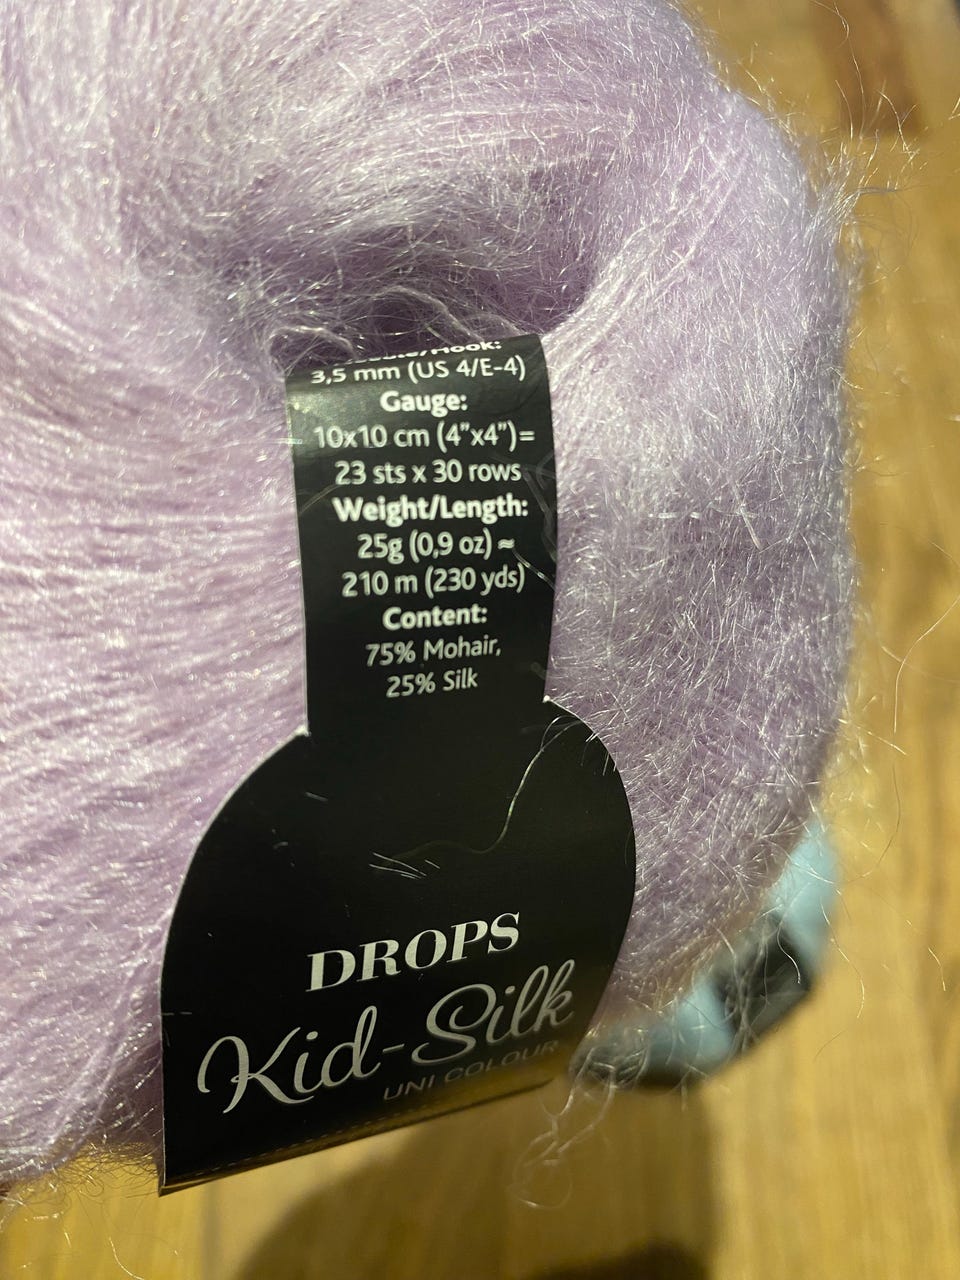 3,5 mm (US 4/E-4)
Gauge:
10x10 cm (4”x4”)=
23 sts x 30 rows
Weight/Length:
25g (0,9 oz) ≈
210 m (230 yds)
Content:
75% Mohair,
25% Silk
DROPS
Kid-Silk
UNI COLOUR